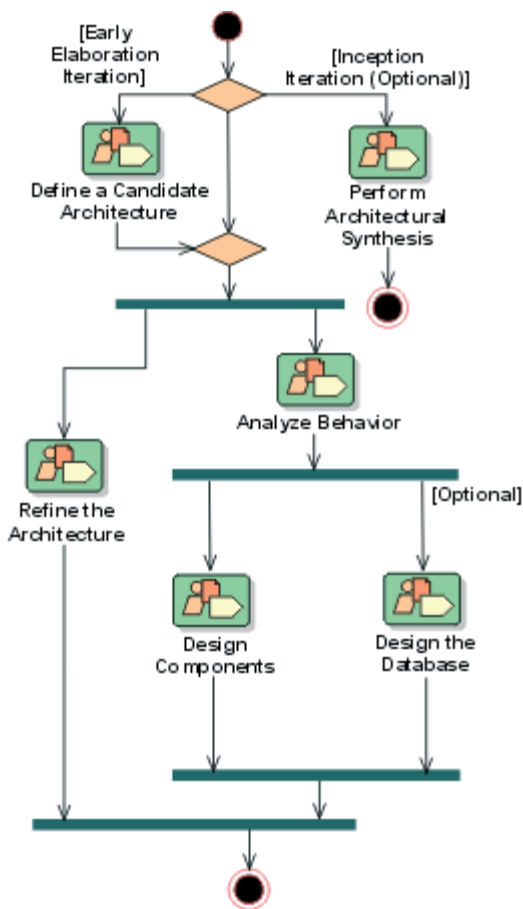 [Early
Elaboration
Iteration]
[Inception
Iteration (Optional)]
Define a Candidate
Architecture
Perform
Architectural
Synthesis
Analyze Behavior
Refine the
Architecture
[Optional]
Design
Components
Design the
Database